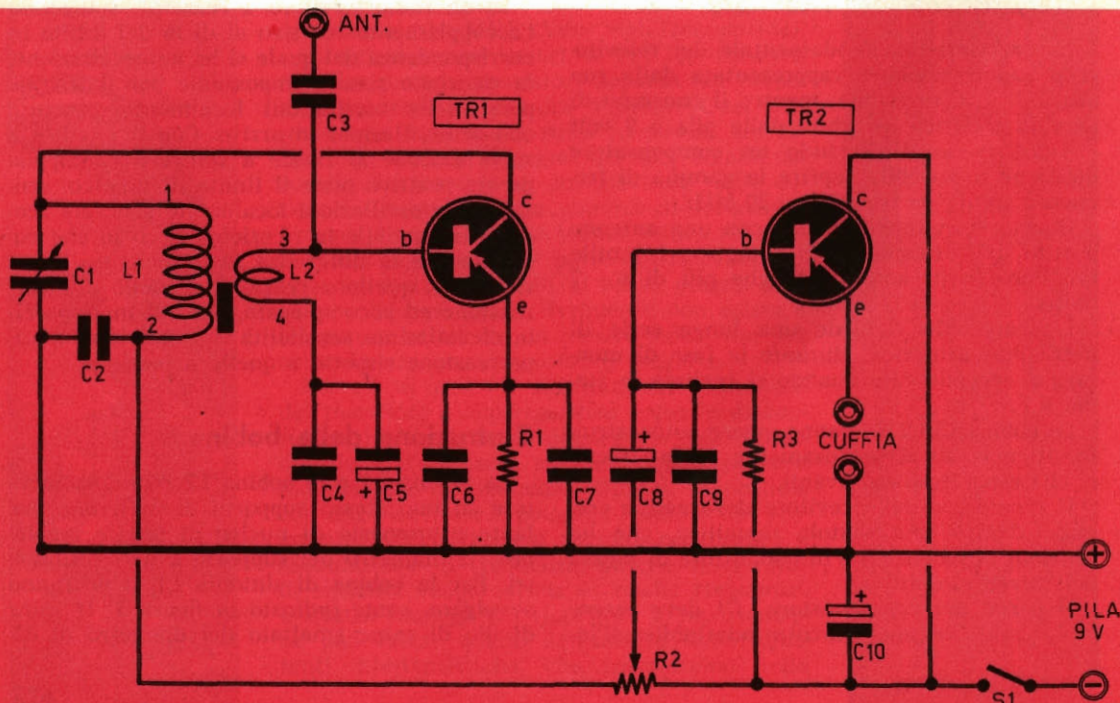 ANT.
C3
TR1
TR2
c
c
1
3
b
b
C1
L1
L2
2
4
e
e
C2
R1
R3
CUFFIA
+
C4
+
C5
C6
C7
C8
C9
+
+
PILA
9V
C10
R2
S1
−